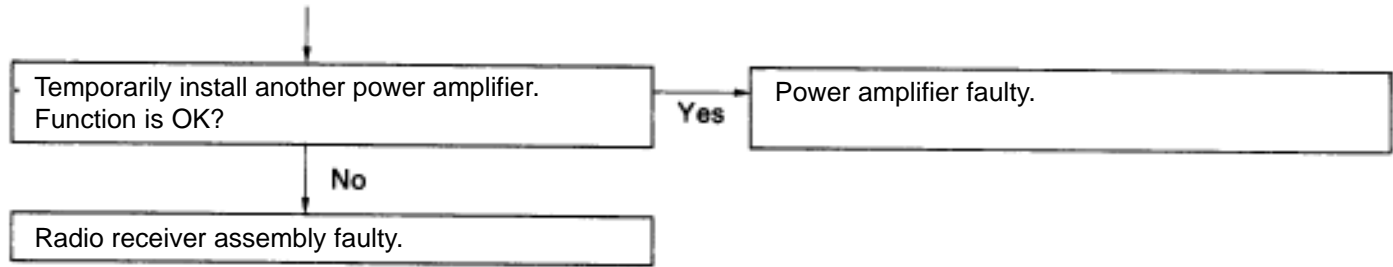 Temporarily install another power amplifier.
Function is OK?
Yes
Power amplifier faulty.
No
Radio receiver assembly faulty.